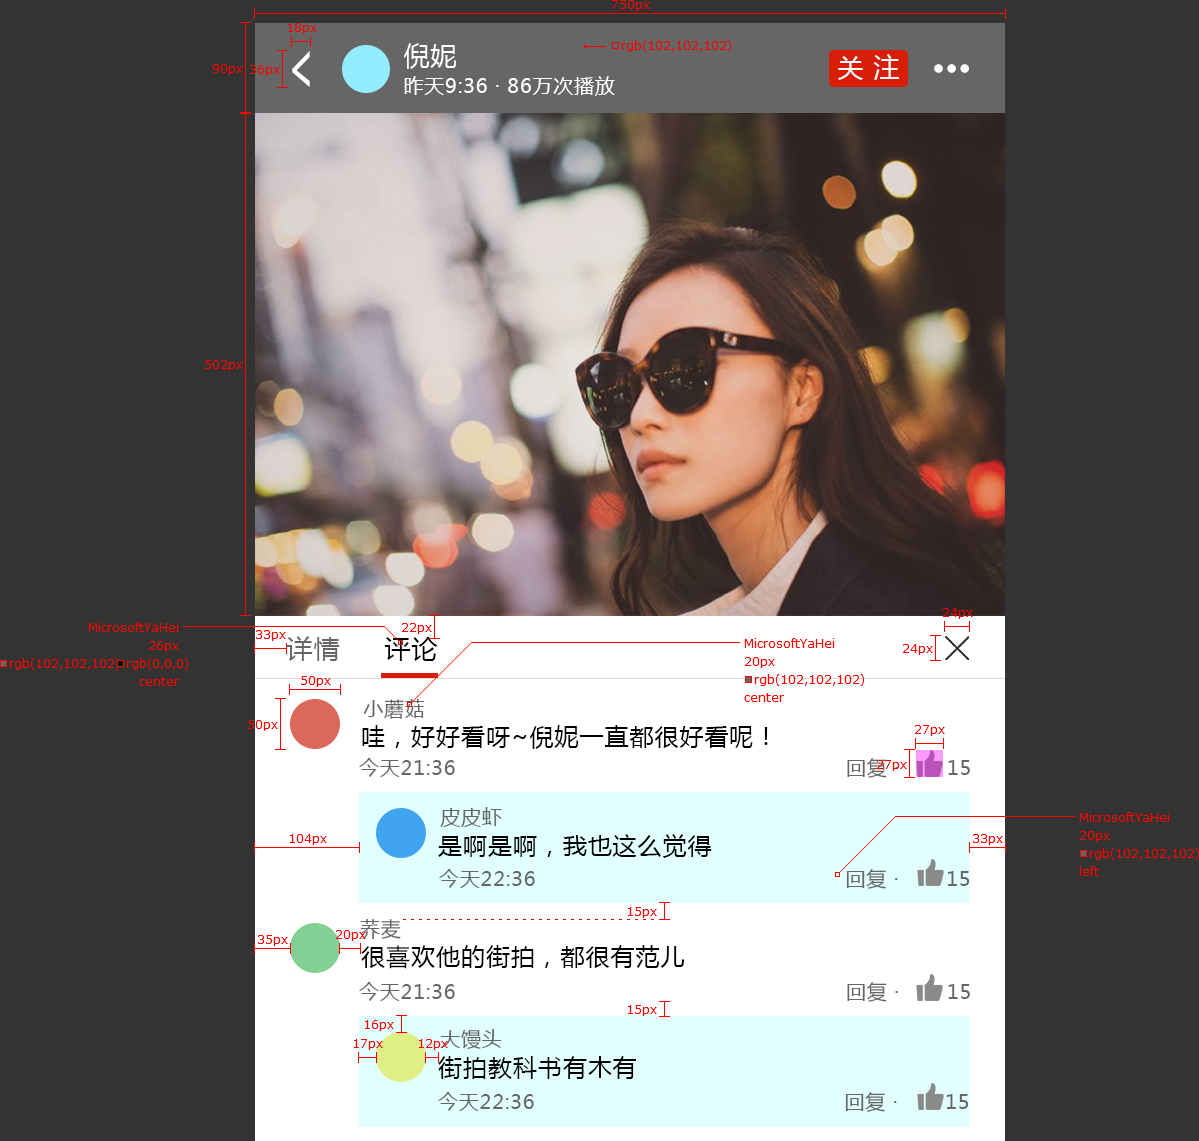 750px
18px
rgb(102,102,102)
90px
36px
倪妮
昨天9:36 · 86万次播放
关 注
502px
MicrosoftYaHei
26px
rgb(102,102,102) rgb(0,0,0)
center
33px
详情
22px
评论
MicrosoftYaHei
20px
rgb(102,102,102)
center
24px
24px
50px
50px
小蘑菇
哇，好好看呀~倪妮一直都很好看呢！
今天21:36
回复 ·
15
27px
27px
104px
皮皮虾
是啊是啊，我也这么觉得
今天22:36
回复 ·
15
33px
MicrosoftYaHei
20px
rgb(102,102,102)
left
15px
35px
20px
荞麦
很喜欢他的街拍，都很有范儿
今天21:36
回复 ·
15
15px
16px
17px
12px
大馒头
街拍教科书有木有
今天22:36
回复 ·
15